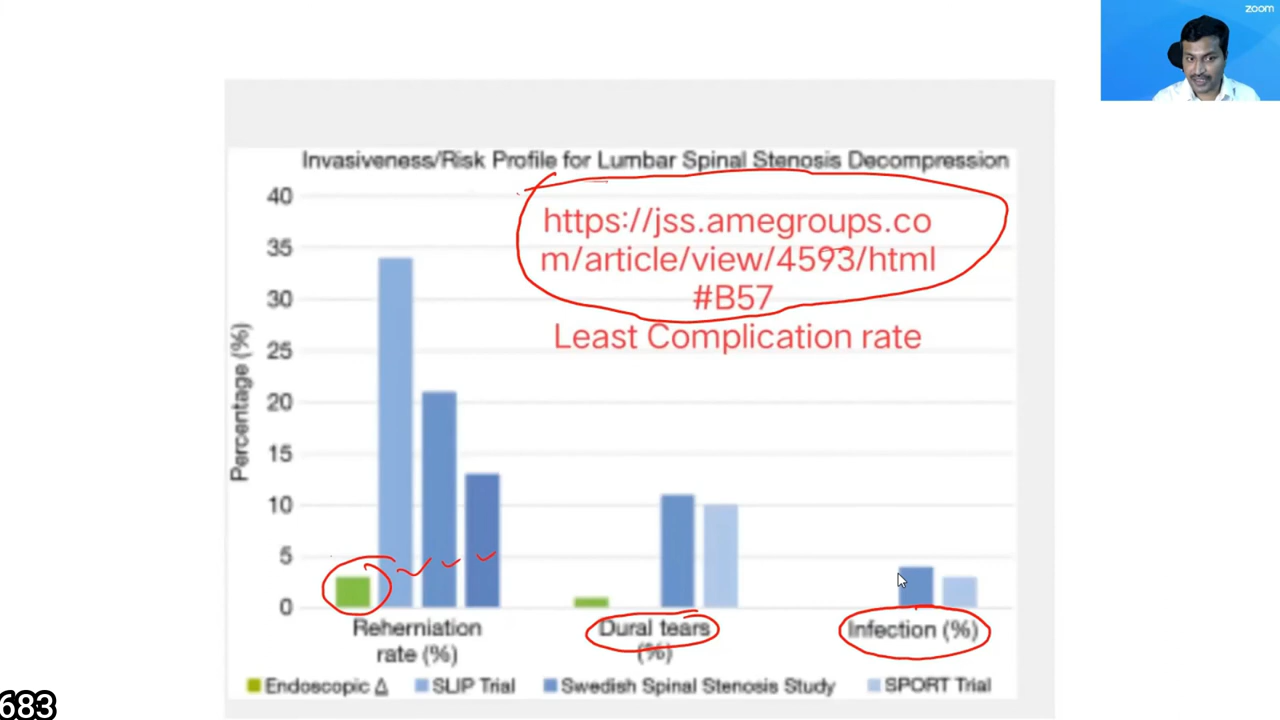 zoom
Invasiveness/Risk Profile for Lumbar Spinal Stenosis Decompression
40
https://jss.amegroups.co
35
m/article/view/4593/html
30
#B57
Least Complication rate
25
Percentage (%)
20
15
10
5
0
Reherniation
rate (%)
Dural tears
(%)
Infection (%)
Endoscopic Δ SLIP Trial Swedish Spinal Stenosis Study SPORT Trial
683